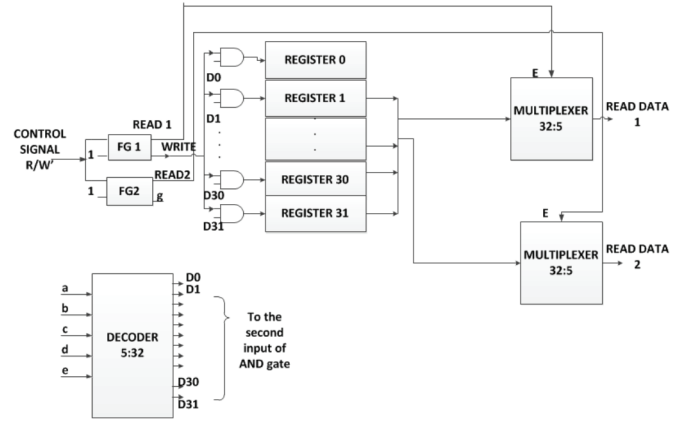 READ 1
CONTROL
SIGNAL
R/W'
1
FG 1
WRITE
READ2
1
FG2
g
D0
D1
D30
D31
REGISTER 0
REGISTER 1
REGISTER 30
REGISTER 31
E
MULTIPLEXER
32:5
READ DATA
1
E
MULTIPLEXER
32:5
READ DATA
2
a
b
c
d
e
DECODER
5:32
D0
D1
D30
D31
To the
second
input of
AND gate